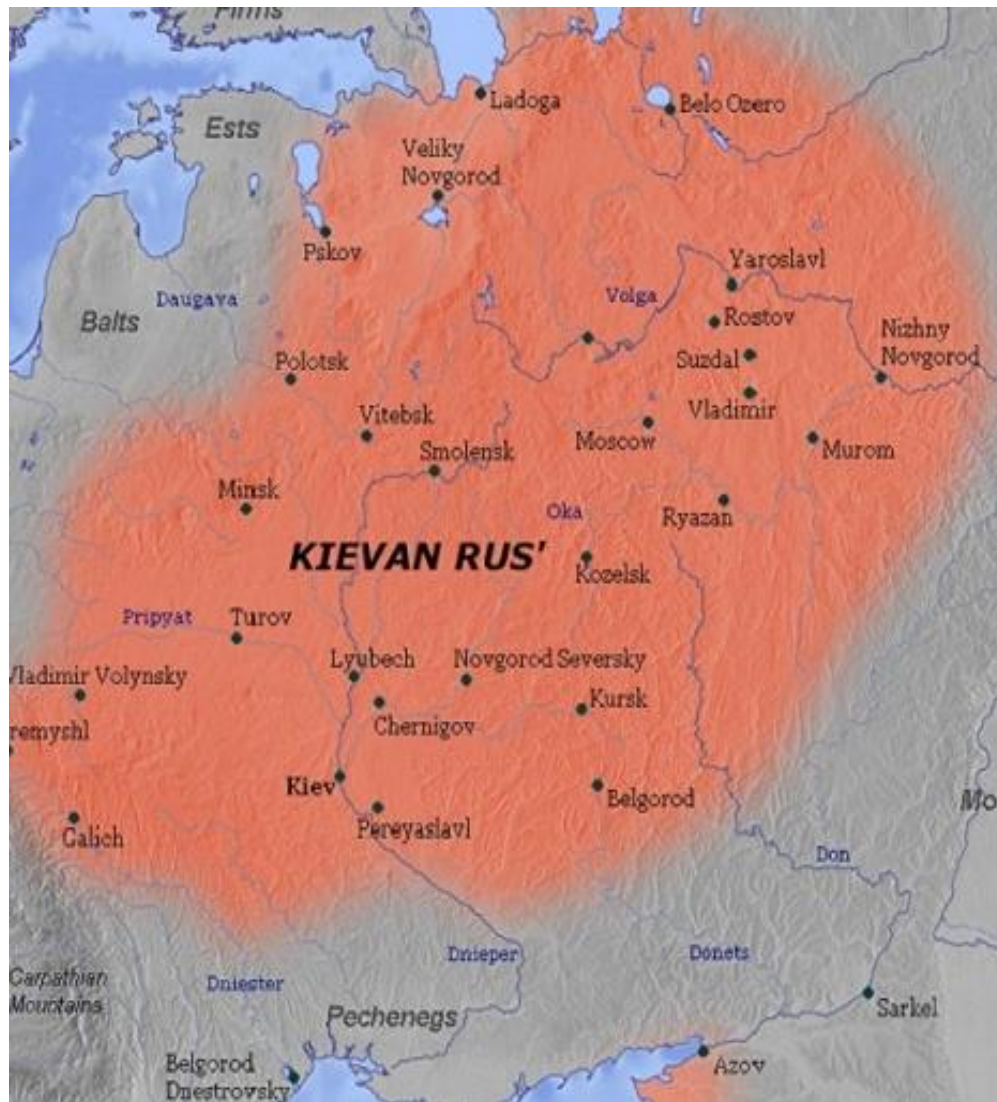 Finns
Ladoga
Belo Ozero
Ests
Veliky
Novgorod
Pskov
Yaroslavl
Daugava
Volga
Balts
Rostov
Nizhny
Novgorod
Suzdal
Polotsk
Vladimir
Vitebsk
Moscow
Murom
Smolensk
Minsk
Oka
Ryazan
KIEVAN RUS'
Kozelsk
Pripyat
Turov
Lyubech
Novgorod Seversky
Vladimir Volynsky
Kursk
Chernigov
remyshl
Kiev
Belgorod
Mo
Pereyaslavl
Galich
Don
Dnieper
Donets
Carpathian
Mountains
Dniester
Sarkel
Pechenegs
Azov
Belgorod
Dnestrovsky